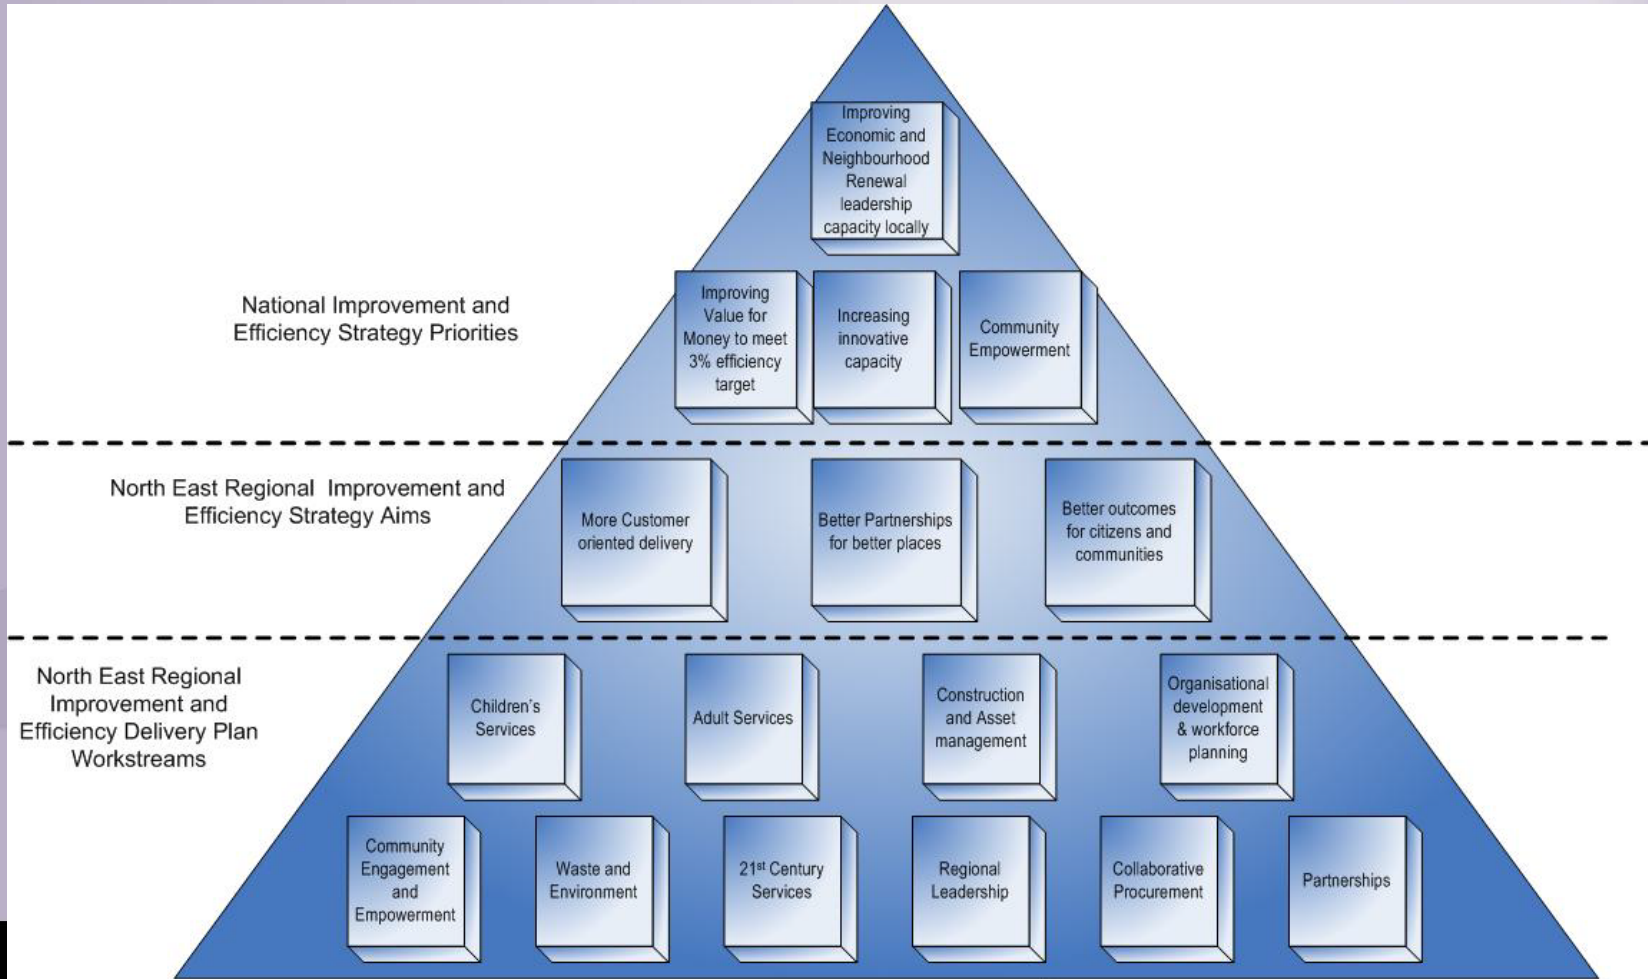 Improving
Economic and
Neighbourhood
Renewal
leadership
capacity locally
National Improvement and
Efficiency Strategy Priorities
Improving
Value for
Money to meet
3% efficiency
target
Increasing
innovative
capacity
Community
Empowerment
North East Regional  Improvement and
Efficiency Strategy Aims
More Customer
oriented delivery
Better Partnerships
for better places
Better outcomes
for citizens and
communities
North East Regional
Improvement and
Efficiency Delivery Plan
Workstreams
Children’s
Services
Adult Services
Construction
and Asset
management
Organisational
development
& workforce
planning
Community
Engagement
and
Empowerment
Waste and
Environment
21st Century
Services
Regional
Leadership
Collaborative
Procurement
Partnerships